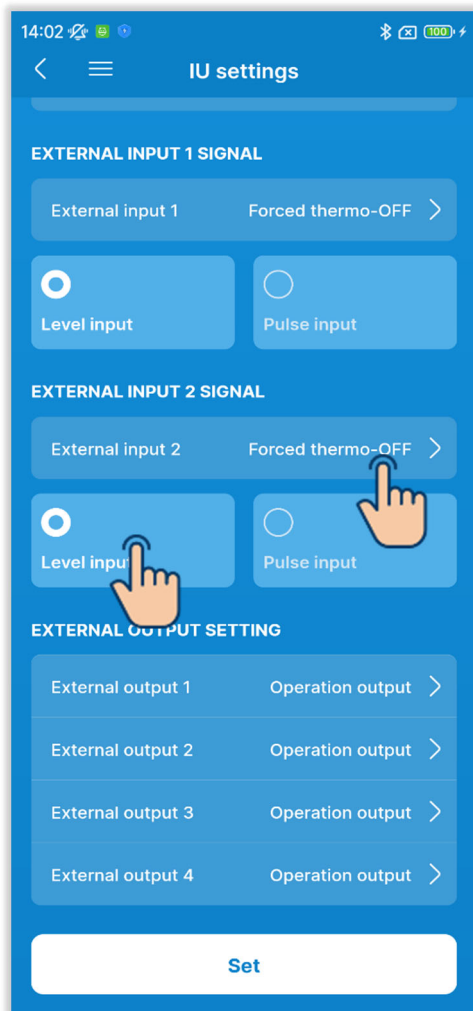 14:02
100
IU settings
EXTERNAL INPUT 1 SIGNAL
External input 1 Forced thermo-OFF
Level input Pulse input
EXTERNAL INPUT 2 SIGNAL
External input 2 Forced thermo-OFF
Level input Pulse input
EXTERNAL OUTPUT SETTING
External output 1 Operation output
External output 2 Operation output
External output 3 Operation output
External output 4 Operation output
Set